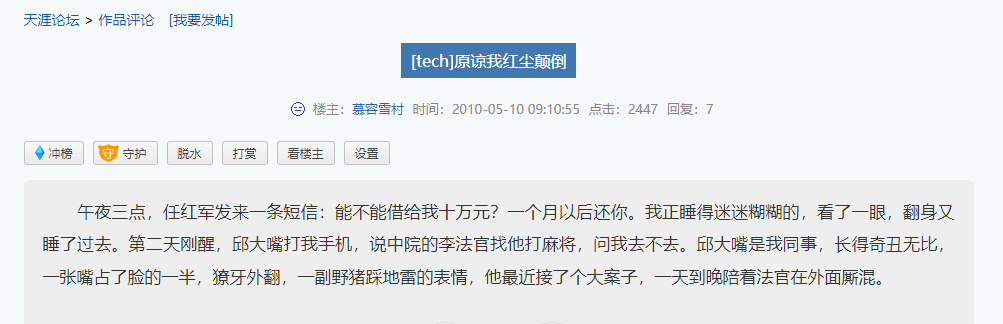 天涯论坛 > 作品评论 [我要发帖]
[tech]原谅我红尘颠倒
楼主：慕容雪村 时间：2010-05-10 09:10:55 点击：2447 回复：7
冲榜 守 守护 脱水 打赏 看楼主 设置
午夜三点，任红军发来一条短信：能不能借给我十万元？一个月以后还你。我正睡得迷迷糊糊的，看了一眼，翻身又
睡了过去。第二天刚醒，邱大嘴打我手机，说中院的李法官找他打麻将，问我去不去。邱大嘴是我同事，长得奇丑无比，
一张嘴占了脸的一半，獠牙外翻，一副野猪踩地雷的表情，他最近接了个大案子，一天到晚陪着法官在外面厮混。